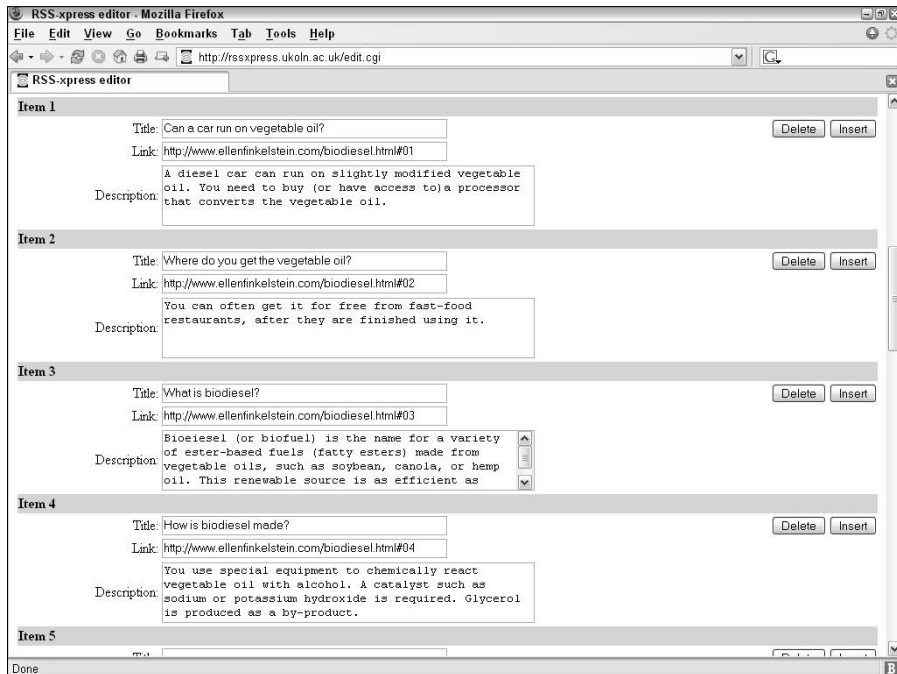 RSS-xpress editor - Mozilla Firefox
File Edit View Go Bookmarks Tab Tools Help
http://rssxpress.ukoln.ac.uk/edit.cgi
G
RSS-xpress editor
Item 1
Title: Can a car run on vegetable oil? Delete Insert
Link: http://www.ellenfinkelstein.com/biodiesel.html#01
Description: A diesel car can run on slightly modified vegetable
oil. You need to buy (or have access to)a processor
that converts the vegetable oil.
Item 2
Title: Where do you get the vegetable oil? Delete Insert
Link: http://www.ellenfinkelstein.com/biodiesel.html#02
Description: You can often get it for free from fast-food
restaurants, after they are finished using it.
Item 3
Title: What is biodiesel? Delete Insert
Link: http://www.ellenfinkelstein.com/biodiesel.html#03
Description: Bioeiesel (or biofuel) is the name for a variety
of ester-based fuels (fatty esters) made from
vegetable oils, such as soybean, canola, or hemp
oil. This renewable source is as efficient as
Item 4
Title: How is biodiesel made? Delete Insert
Link: http://www.ellenfinkelstein.com/biodiesel.html#04
Description: You use special equipment to chemically react
vegetable oil with alcohol. A catalyst such as
sodium or potassium hydroxide is required. Glycerol
is produced as a by-product.
Item 5
Done
B